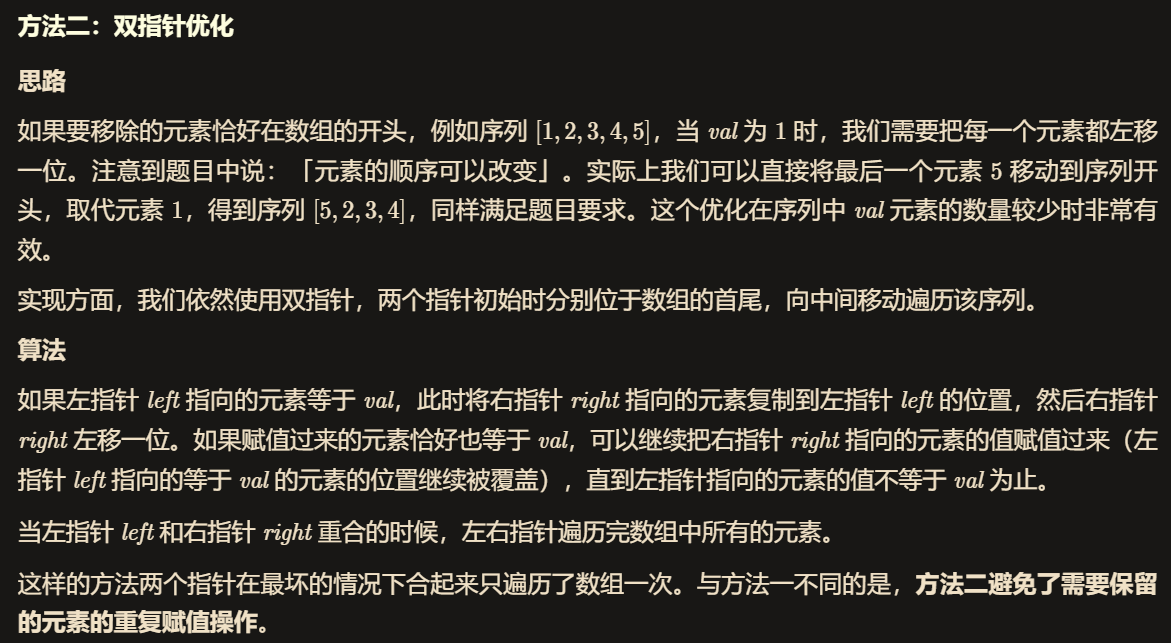 方法二：双指针优化
思路
如果要移除的元素恰好在数组的开头，例如序列 [1, 2, 3, 4, 5]，当 val 为 1 时，我们需要把每一个元素都左移
一位。注意到题目中说：「元素的顺序可以改变」。实际上我们可以直接将最后一个元素 5 移动到序列开
头，取代元素 1，得到序列 [5, 2, 3, 4]，同样满足题目要求。这个优化在序列中 val 元素的数量较少时非常有
效。
实现方面，我们依然使用双指针，两个指针初始时分别位于数组的首尾，向中间移动遍历该序列。
算法
如果左指针 left 指向的元素等于 val，此时将右指针 right 指向的元素复制到左指针 left 的位置，然后右指针
right 左移一位。如果赋值过来的元素恰好也等于 val，可以继续把右指针 right 指向的元素的值赋值过来（左
指针 left 指向的等于 val 的元素的位置继续被覆盖），直到左指针指向的元素的值不等于 val 为止。
当左指针 left 和右指针 right 重合的时候，左右指针遍历完数组中所有的元素。
这样的方法两个指针在最坏的情况下合起来只遍历了数组一次。与方法一不同的是，方法二避免了需要保留
的元素的重复赋值操作。